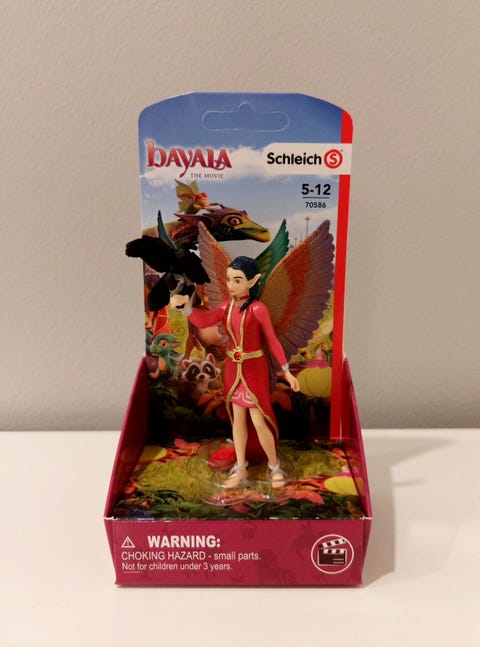 bayala
THE MOVIE
Schleich S
5-12
70586
WARNING:
CHOKING HAZARD - small parts.
Not for children under 3 years.